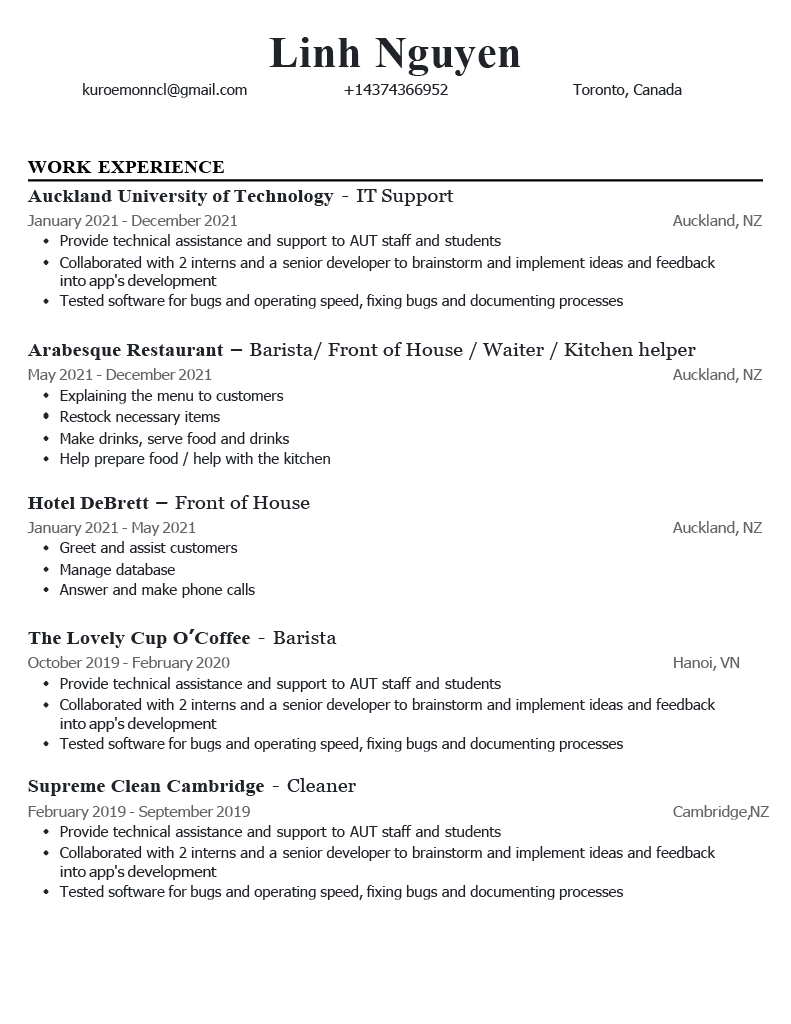 Linh Nguyen
kuroemonncl@gmail.com +14374366952 Toronto, Canada
WORK EXPERIENCE
Auckland University of Technology - IT Support
January 2021 - December 2021 Auckland, NZ
• Provide technical assistance and support to AUT staff and students
• Collaborated with 2 interns and a senior developer to brainstorm and implement ideas and feedback
into app's development
• Tested software for bugs and operating speed, fixing bugs and documenting processes
Arabesque Restaurant – Barista/ Front of House / Waiter / Kitchen helper
May 2021 - December 2021 Auckland, NZ
• Explaining the menu to customers
• Restock necessary items
• Make drinks, serve food and drinks
• Help prepare food / help with the kitchen
Hotel DeBrett – Front of House
January 2021 - May 2021 Auckland, NZ
• Greet and assist customers
• Manage database
• Answer and make phone calls
The Lovely Cup O’Coffee - Barista
October 2019 - February 2020 Hanoi, VN
• Provide technical assistance and support to AUT staff and students
• Collaborated with 2 interns and a senior developer to brainstorm and implement ideas and feedback
into app's development
• Tested software for bugs and operating speed, fixing bugs and documenting processes
Supreme Clean Cambridge - Cleaner
February 2019 - September 2019 Cambridge,NZ
• Provide technical assistance and support to AUT staff and students
• Collaborated with 2 interns and a senior developer to brainstorm and implement ideas and feedback
into app's development
• Tested software for bugs and operating speed, fixing bugs and documenting processes